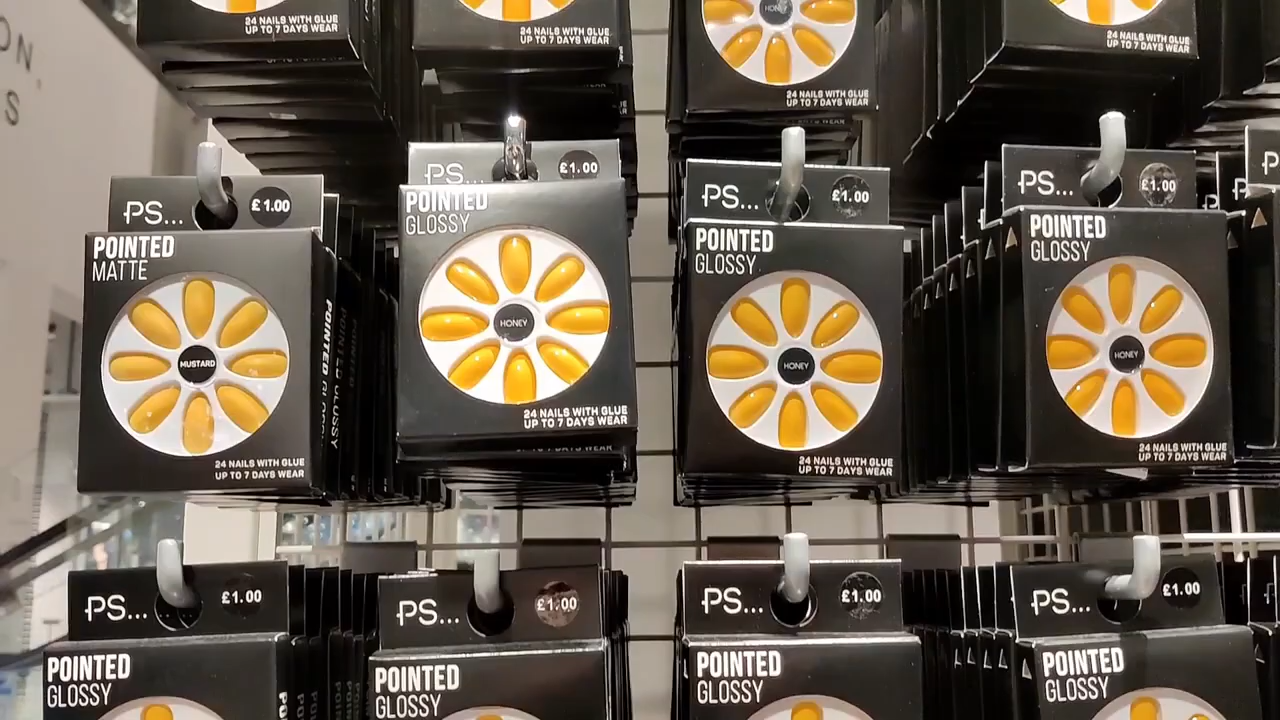 ON,
S
24 NAILS WITH GLUE
UP TO 7 DAYS WEAR
24 NAILS WITH GLUE
UP TO 7 DAYS WEAR
HONEY
24 NAILS WITH GLUE
UP TO 7 DAYS WEAR
24 NAILS WITH GLUE
UP TO 7 DAYS WEAR
PS...
£1.00
POINTED
MATTE
MUSTARD
24 NAILS WITH GLUE
UP TO 7 DAYS WEAR
POINTED GLOSSY
POINTED GLOSSY
PS...
£1.00
POINTED
GLOSSY
HONEY
24 NAILS WITH GLUE
UP TO 7 DAYS WEAR
PS...
£1.00
POINTED
GLOSSY
HONEY
24 NAILS WITH GLUE
UP TO 7 DAYS WEAR
PS...
£1.00
POINTED
GLOSSY
HONEY
24 NAILS WITH GLUE
UP TO 7 DAYS WEAR
PS...
£1.00
POINTED
GLOSSY
PS...
£1.00
POINTED
GLOSSY
PS...
£1.00
POINTED
GLOSSY
PS...
£1.00
POINTED
GLOSSY